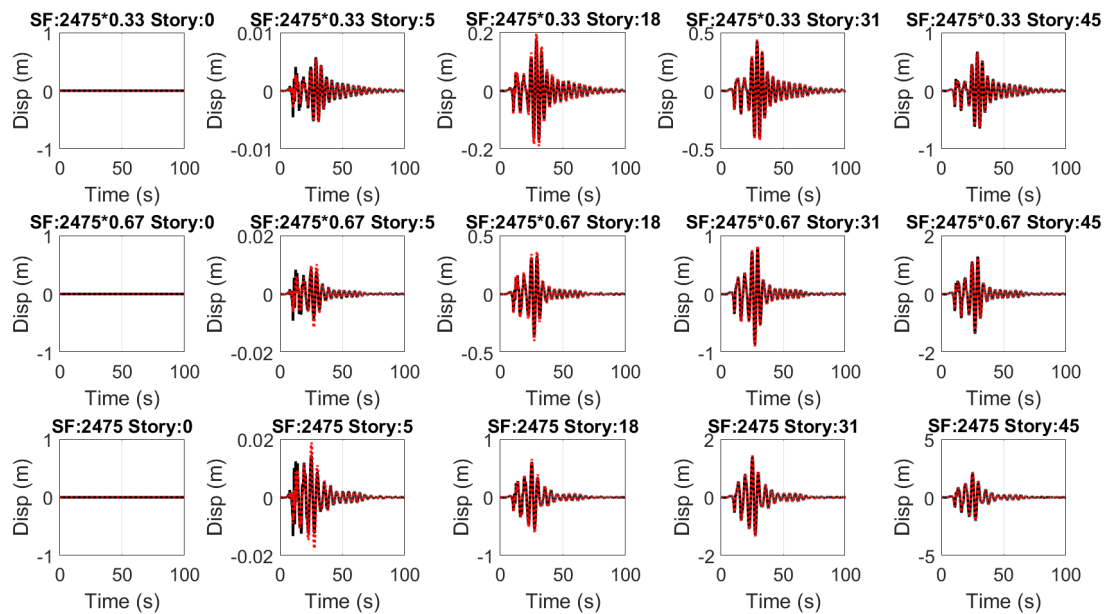 SF:2475*0.33 Story:0
SF:2475*0.33 Story:5
SF:2475*0.33 Story:18
SF:2475*0.33 Story:31
SF:2475*0.33 Story:45
1
0
-1
Disp (m)
0 50 100
Time (s)
0.01
0
-0.01
Disp (m)
0 50 100
Time (s)
0.2
0
-0.2
Disp (m)
0 50 100
Time (s)
0.5
0
-0.5
Disp (m)
0 50 100
Time (s)
1
0
-1
Disp (m)
0 50 100
Time (s)
SF:2475*0.67 Story:0
SF:2475*0.67 Story:5
SF:2475*0.67 Story:18
SF:2475*0.67 Story:31
SF:2475*0.67 Story:45
1
0
-1
Disp (m)
0 50 100
Time (s)
0.02
0
-0.02
Disp (m)
0 50 100
Time (s)
0.5
0
-0.5
Disp (m)
0 50 100
Time (s)
1
0
-1
Disp (m)
0 50 100
Time (s)
2
0
-2
Disp (m)
0 50 100
Time (s)
SF:2475 Story:0
SF:2475 Story:5
SF:2475 Story:18
SF:2475 Story:31
SF:2475 Story:45
1
0
-1
Disp (m)
0 50 100
Time (s)
0.02
0
-0.02
Disp (m)
0 50 100
Time (s)
1
0
-1
Disp (m)
0 50 100
Time (s)
2
0
-2
Disp (m)
0 50 100
Time (s)
5
0
-5
Disp (m)
0 50 100
Time (s)